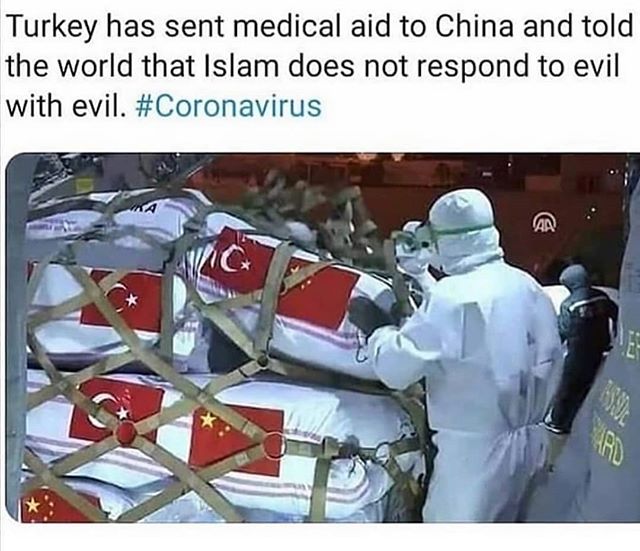 Turkey has sent medical aid to China and told
the world that Islam does not respond to evil
with evil. #Coronavirus
AA